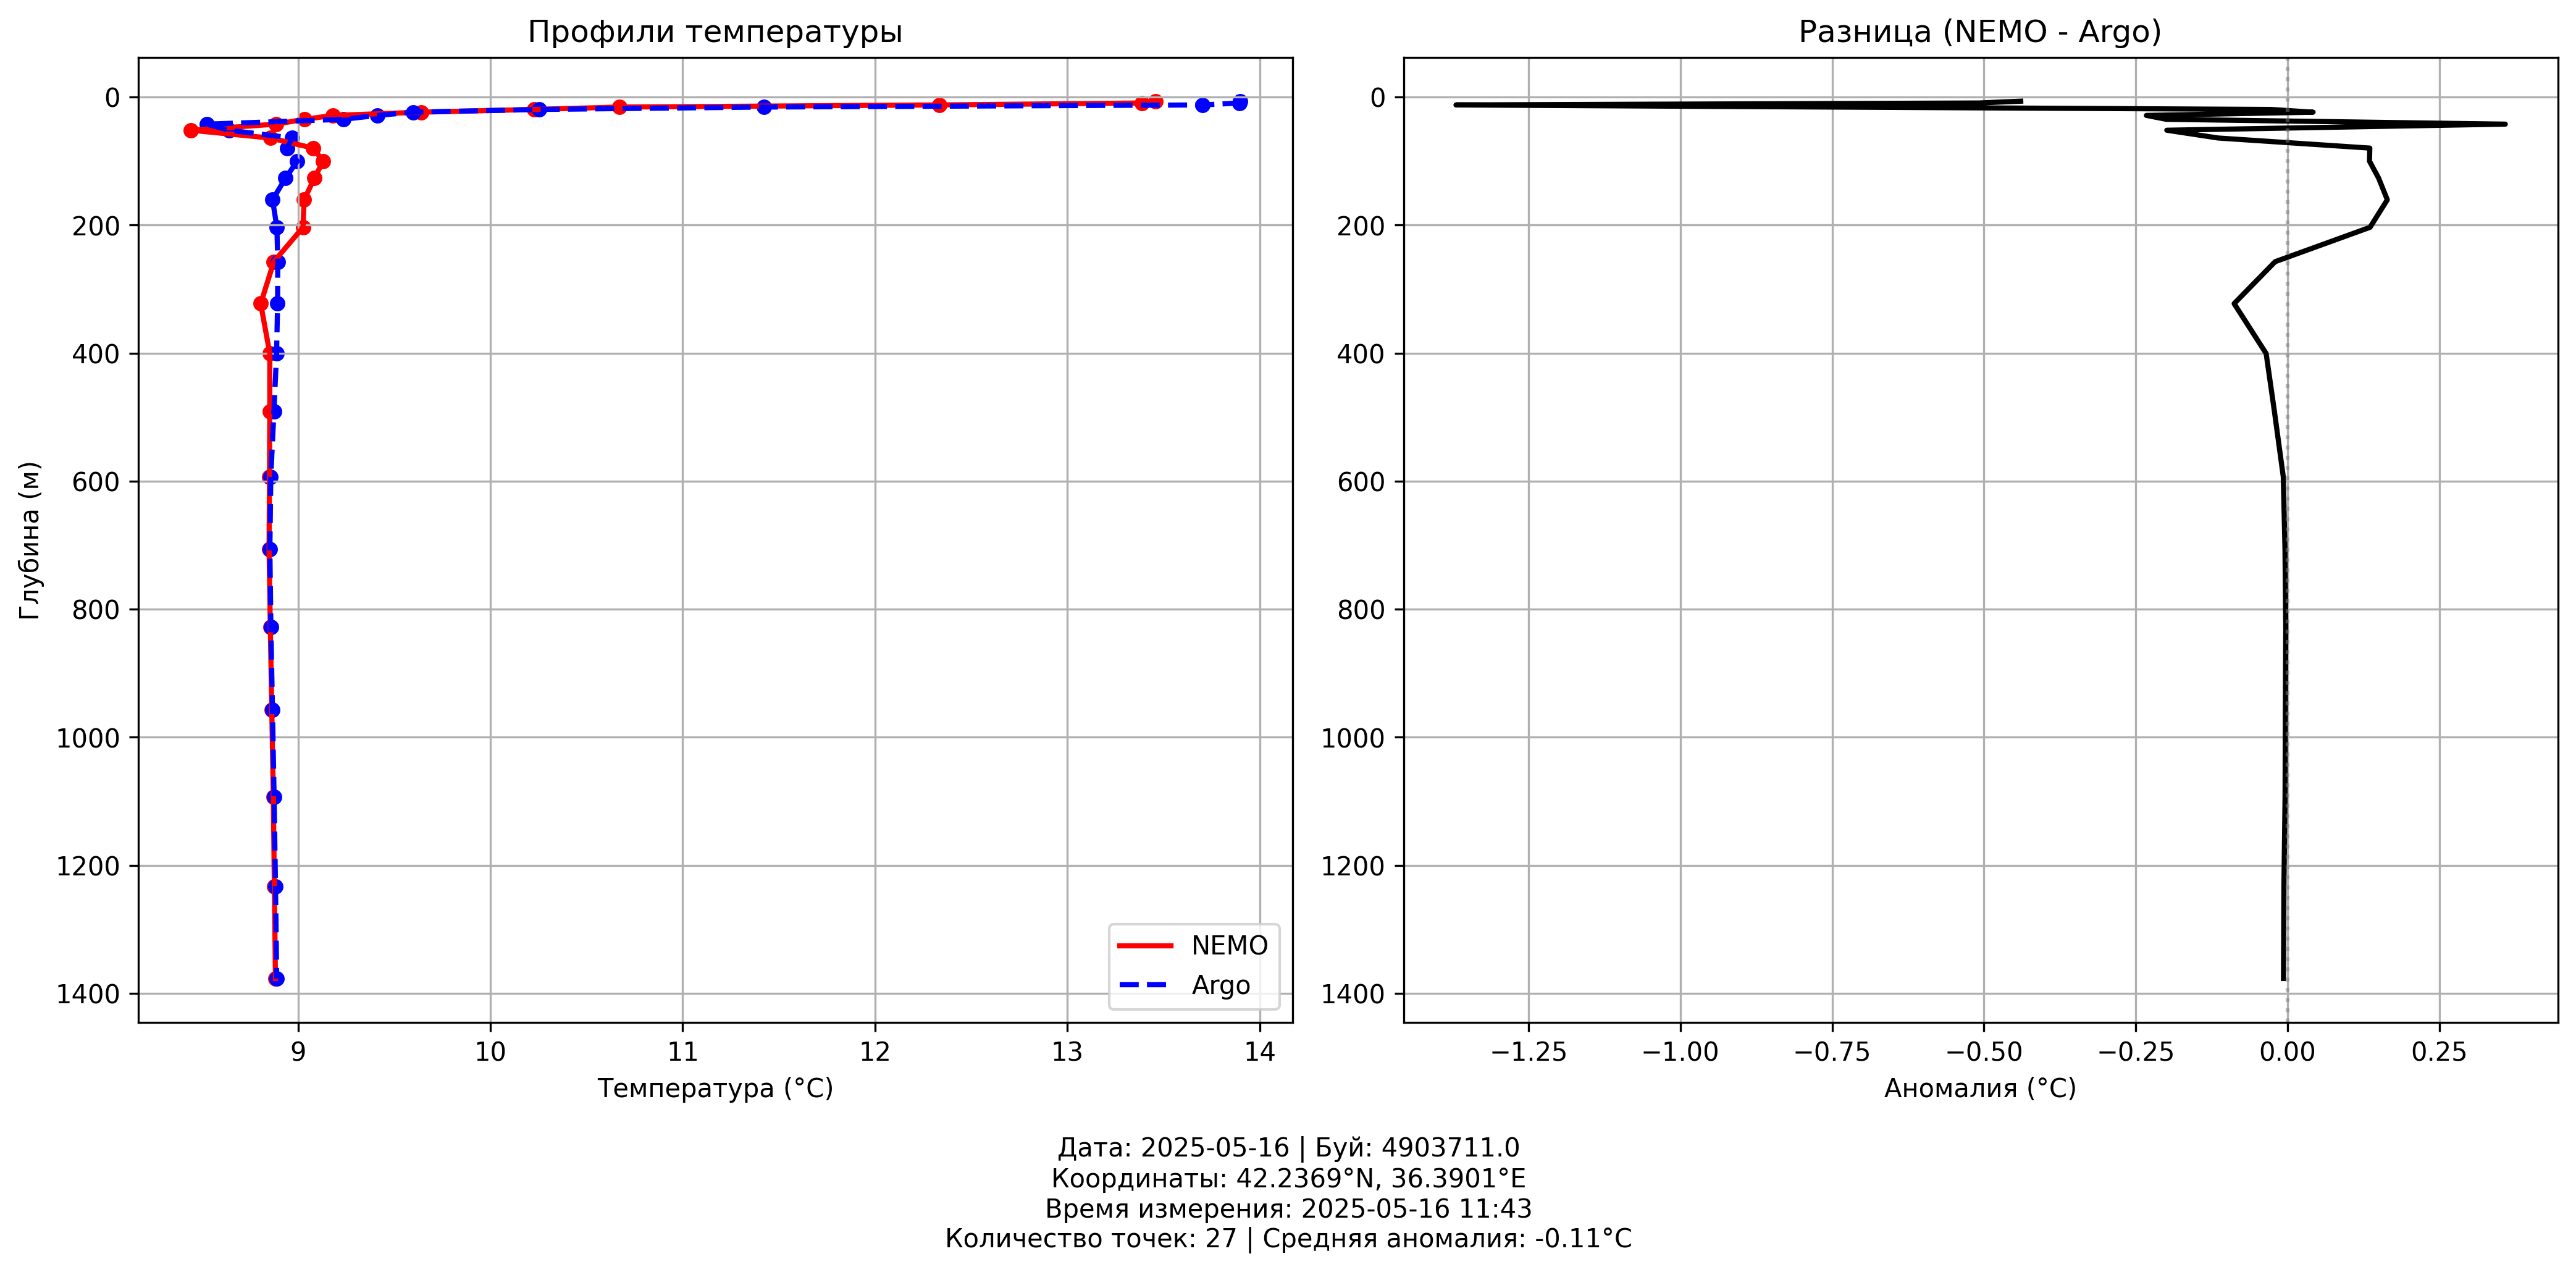 Профили температуры
0
200
400
600
800
1000
1200
1400
Глубина (м)
9 10 11 12 13 14
Температура (°C)
NEMO
Argo
Разница (NEMO - Argo)
0
200
400
600
800
1000
1200
1400
−1.25 −1.00 −0.75 −0.50 −0.25 0.00 0.25
Аномалия (°C)
Дата: 2025-05-16 | Буй: 4903711.0
Координаты: 42.2369°N, 36.3901°E
Время измерения: 2025-05-16 11:43
Количество точек: 27 | Средняя аномалия: -0.11°C